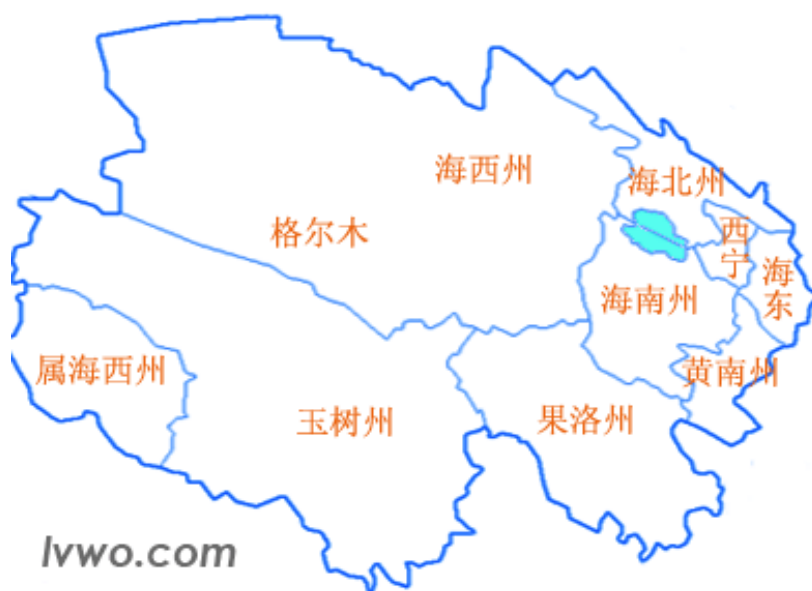 海西州
海北州
格尔木
西宁
海东
海南州
属海西州
黄南州
玉树州
果洛州
lvwo.com